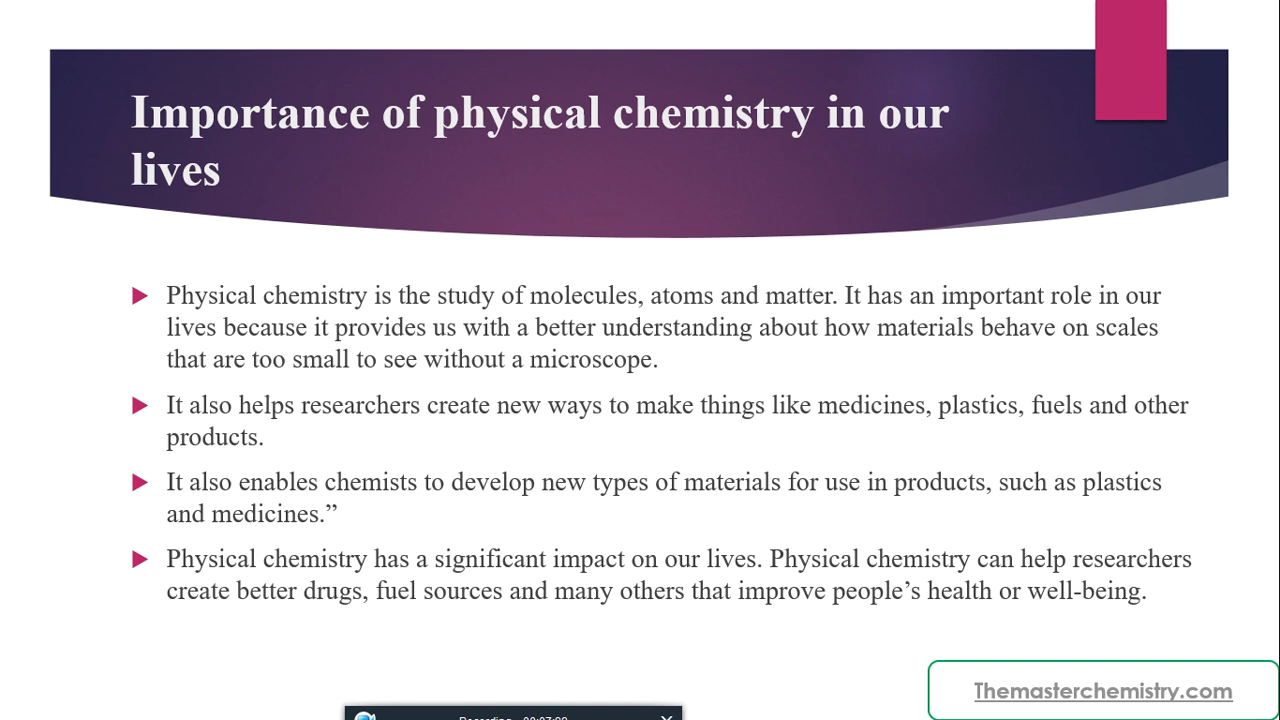 Importance of physical chemistry in our
lives
Physical chemistry is the study of molecules, atoms and matter. It has an important role in our
lives because it provides us with a better understanding about how materials behave on scales
that are too small to see without a microscope.
It also helps researchers create new ways to make things like medicines, plastics, fuels and other
products.
It also enables chemists to develop new types of materials for use in products, such as plastics
and medicines.”
Physical chemistry has a significant impact on our lives. Physical chemistry can help researchers
create better drugs, fuel sources and many others that improve people’s health or well-being.
Themasterchemistry.com